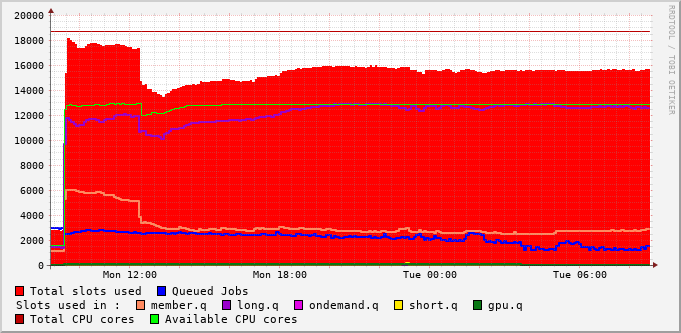 20000
18000
16000
14000
12000
10000
8000
6000
4000
2000
0
Mon 12:00 Mon 18:00 Tue 00:00 Tue 06:00
Total slots used Queued Jobs
Slots used in : member.q long.q ondemand.q short.q gpu.q
Total CPU cores Available CPU cores
RRDTOOL / TOBI OETIKER